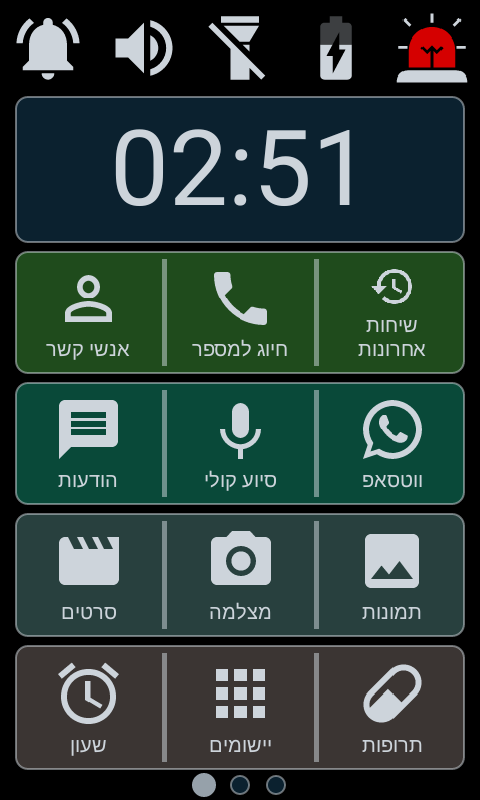 02:51
שיחות
אחרונות
חיוג למספר
אנשי קשר
ווטסאפ
סיוע קולי
הודעות
תמונות
מצלמה
סרטים
תרופות
יישומים
שעון